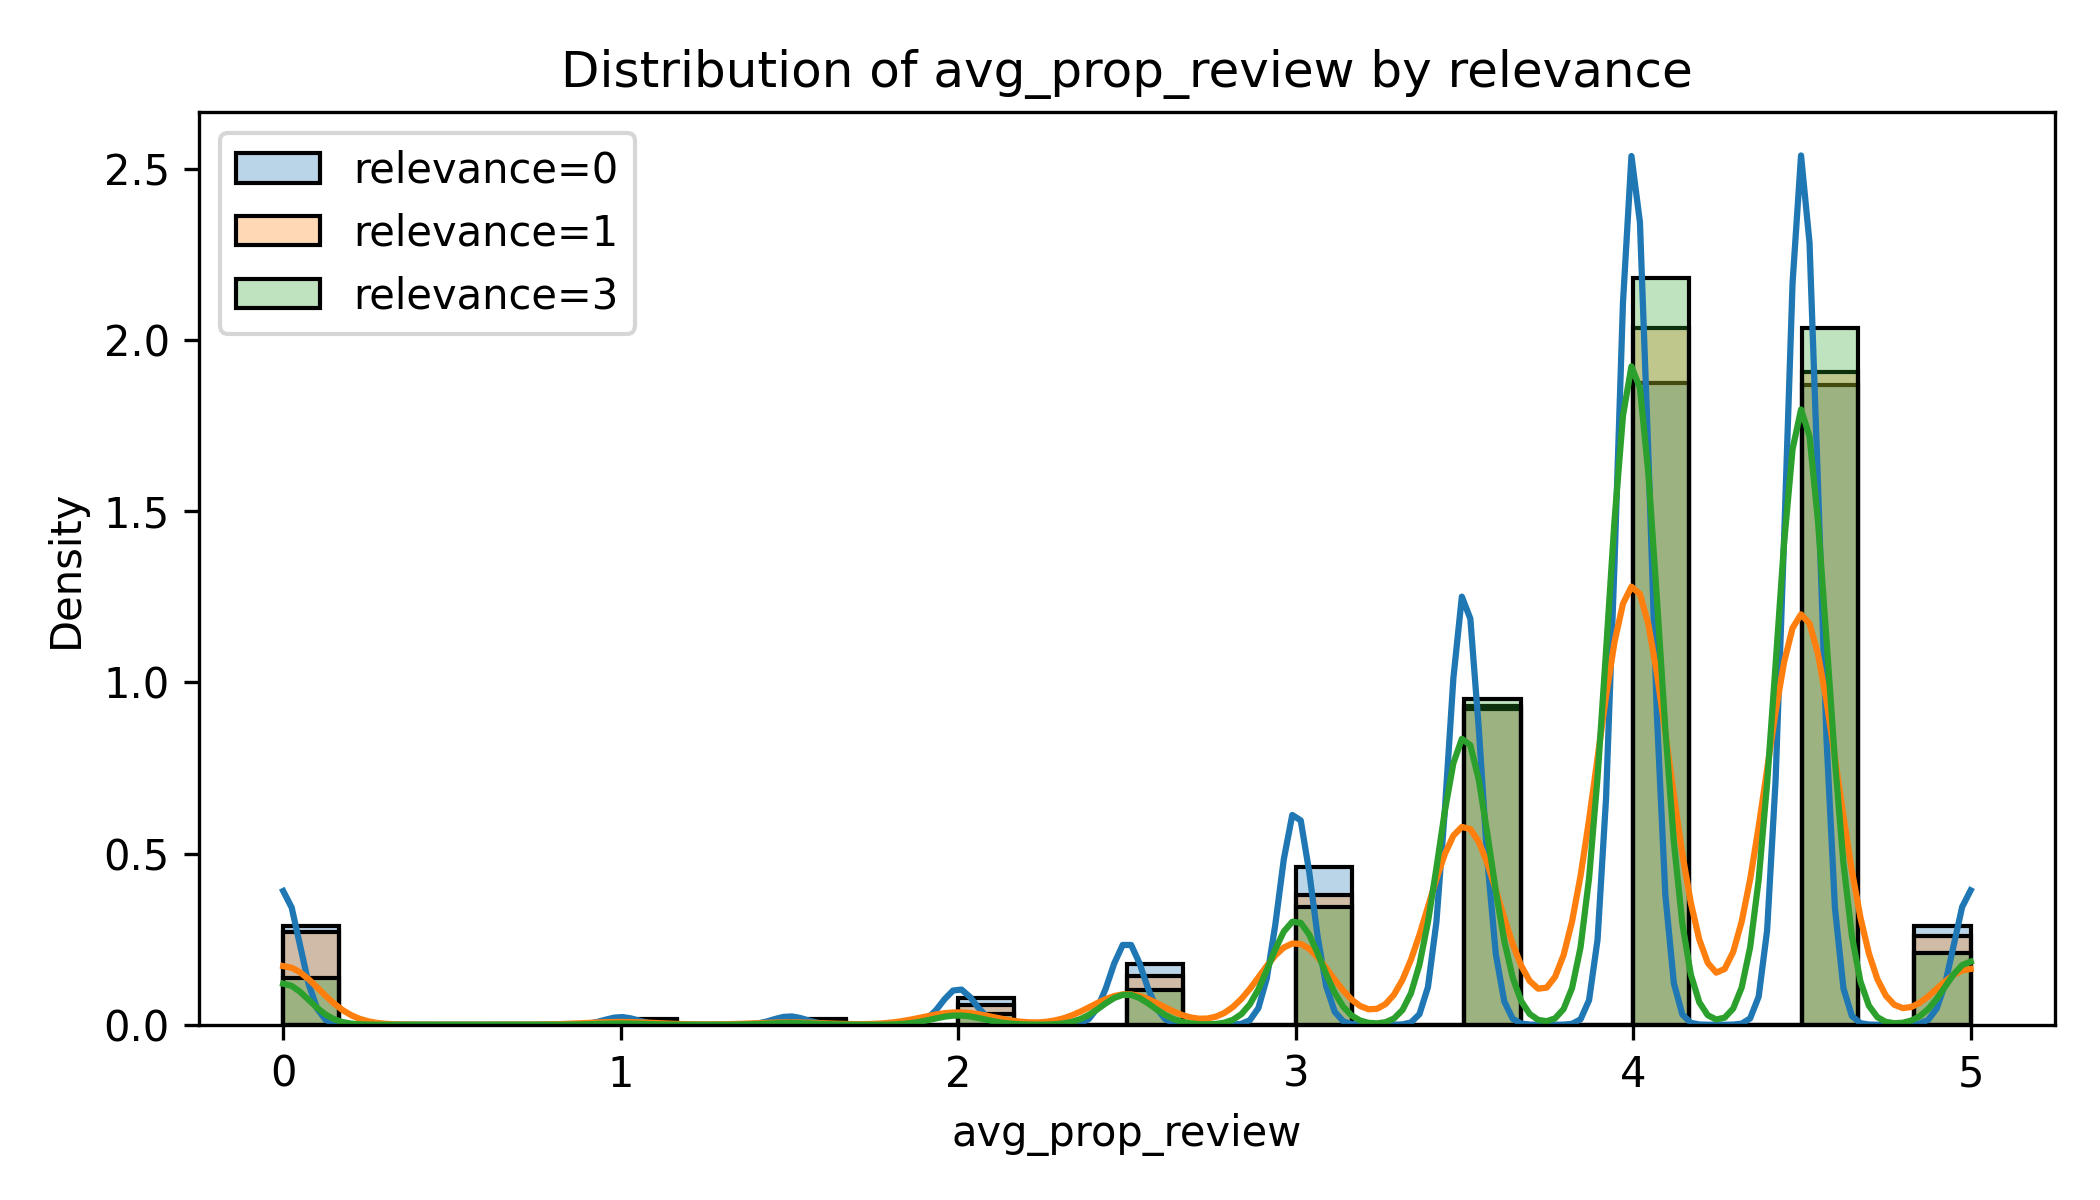 Distribution of avg_prop_review by relevance
relevance=0
relevance=1
relevance=3
2.5
2.0
1.5
1.0
0.5
0.0
Density
0 1 2 3 4 5
avg_prop_review